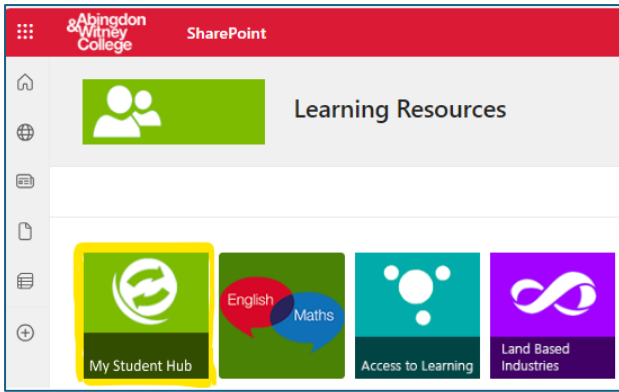 &Abingdon
Witney
College
SharePoint
Learning Resources
My Student Hub
English
Maths
Access to Learning
Land Based
Industries